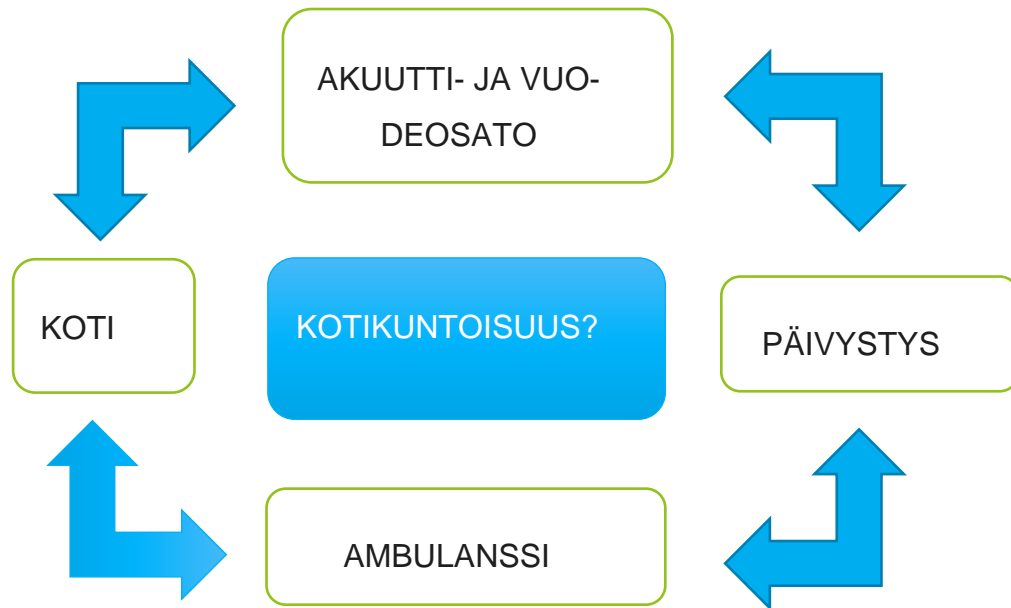 AKUUTTI- JA VUO-
DEOSATO
KOTI
KOTIKUNTOISUUS?
PÄIVYSTYS
AMBULANSSI